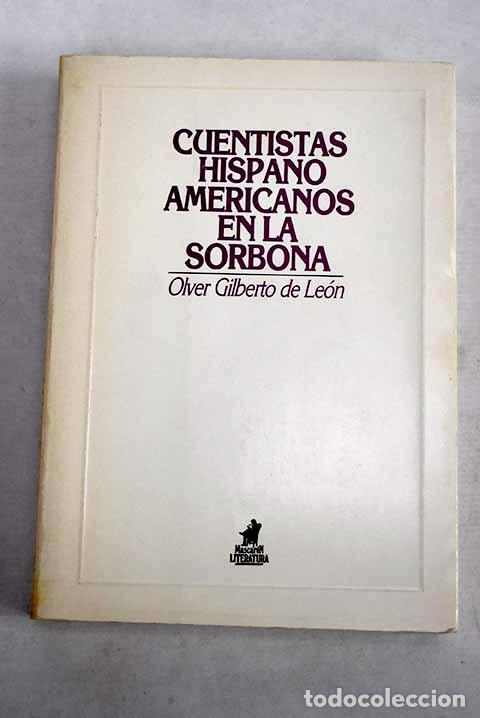 CUENTISTAS
HISPANO
AMERICANOS
EN LA
SORBONA
Olver Gilberto de León
MascaróN
LITERATURA
todocoleccion